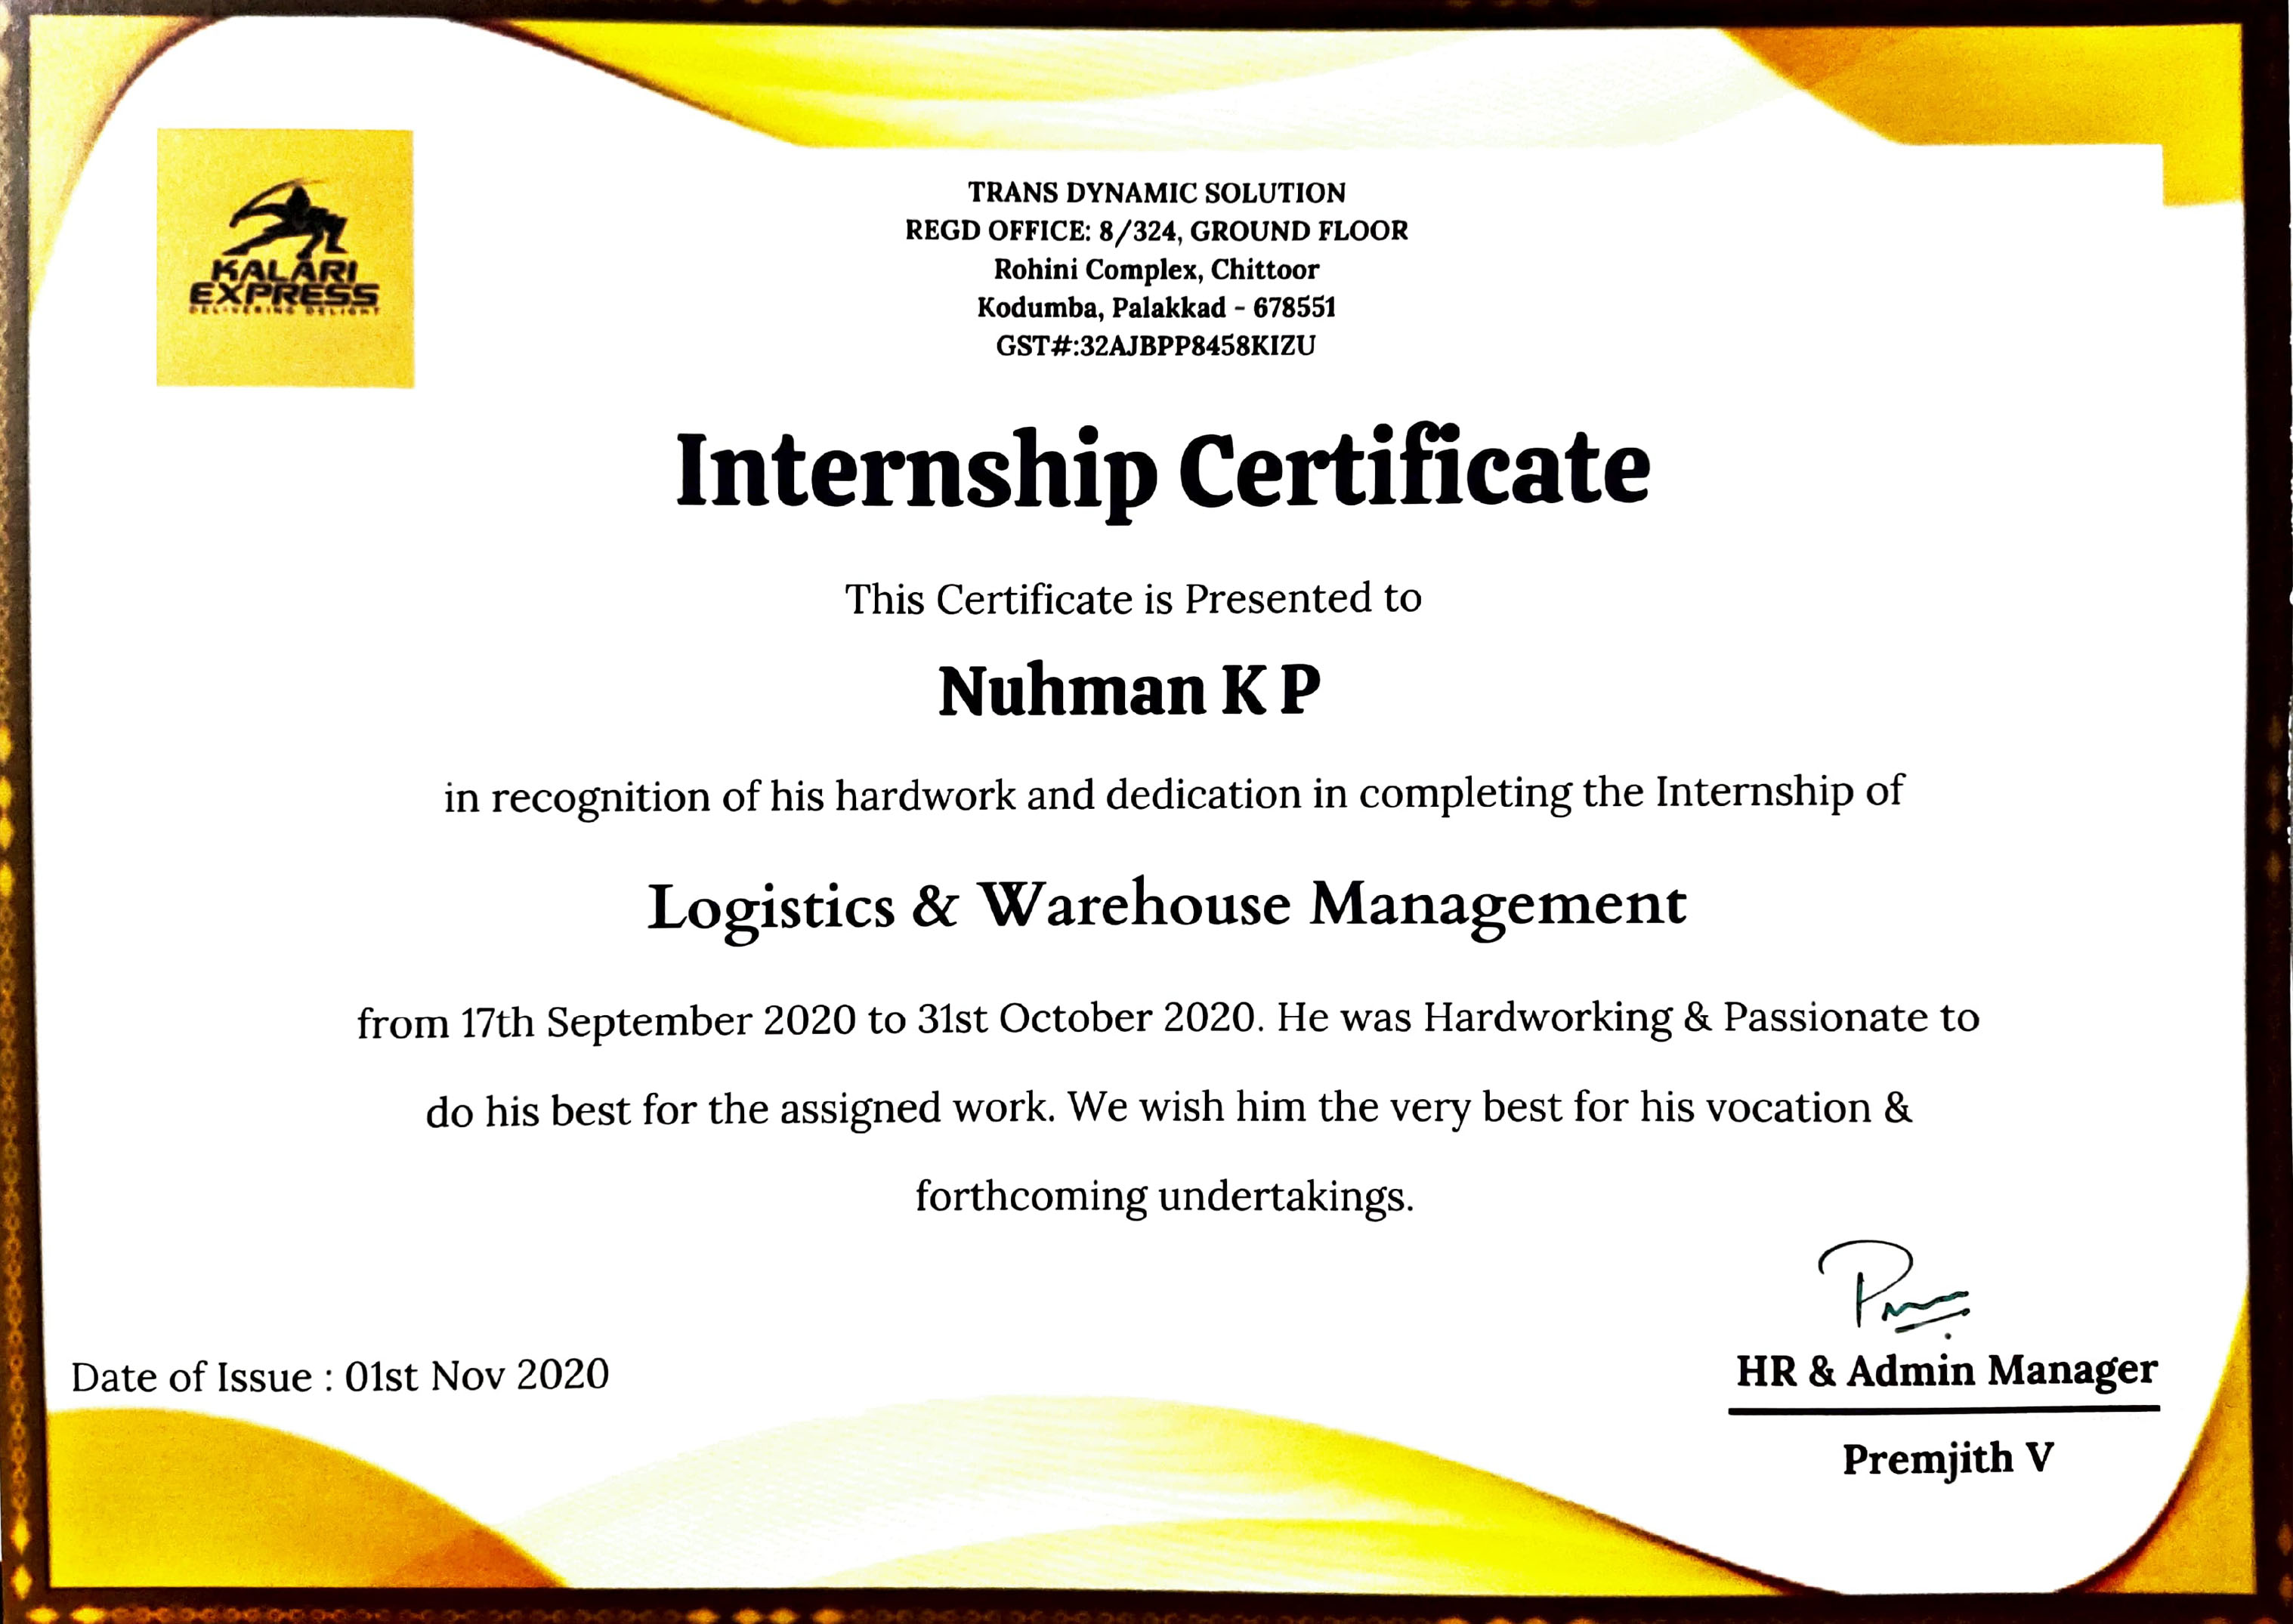 KALARI
EXPRESS
DELIVERING DELIGHT
TRANS DYNAMIC SOLUTION
REGD OFFICE: 8/324, GROUND FLOOR
Rohini Complex, Chittoor
Kodumba, Palakkad - 678551
GST#:32AJBPP8458KIZU
Internship Certificate
This Certificate is Presented to
Nuhman K P
in recognition of his hardwork and dedication in completing the Internship of
Logistics & Warehouse Management
from 17th September 2020 to 31st October 2020. He was Hardworking & Passionate to
do his best for the assigned work. We wish him the very best for his vocation &
forthcoming undertakings.
Date of Issue : 01st Nov 2020
HR & Admin Manager
Premjith V